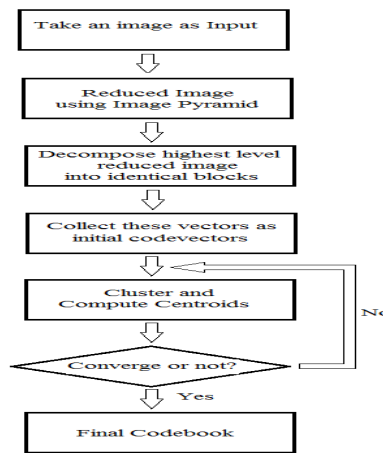 Take an image as Input
Reduced Image
using Image Pyramid
Decompose highest level
reduced image
into identical blocks
Collect these vectors as
initial codevectors
Cluster and
Compute Centroids
No
Converge or not?
Yes
Final Codebook